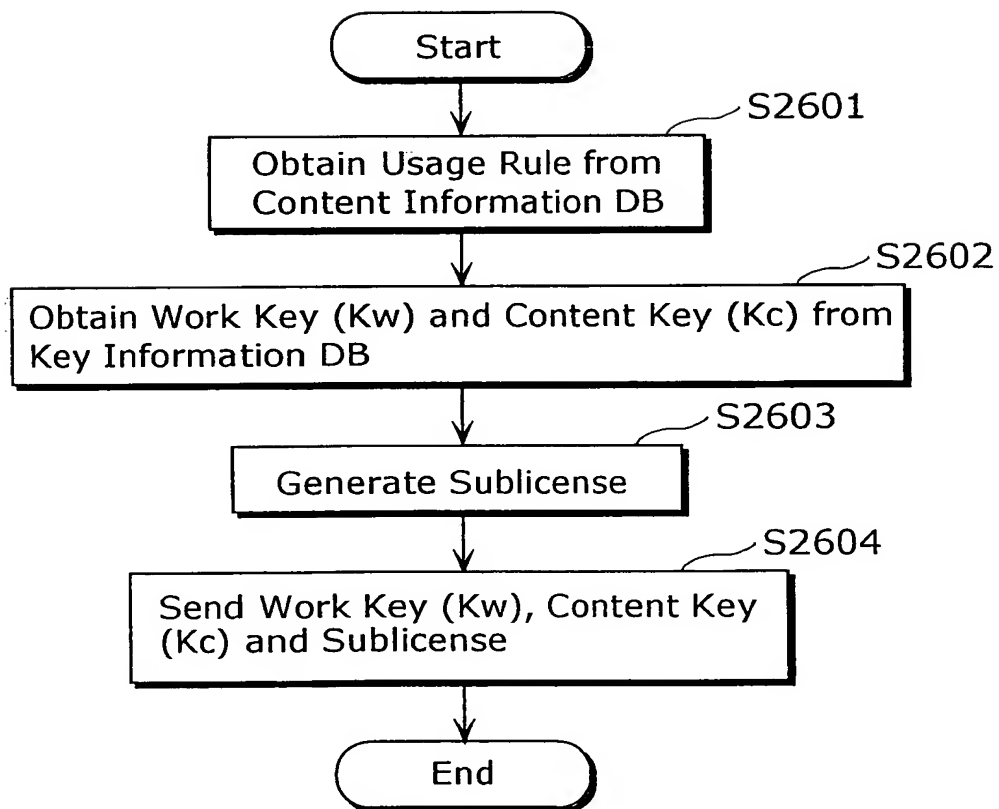 Start
S2601
Obtain Usage Rule from
Content Information DB
S2602
Obtain Work Key (Kw) and Content Key (Kc) from
Key Information DB
S2603
Generate Sublicense
S2604
Send Work Key (Kw), Content Key
(Kc) and Sublicense
End